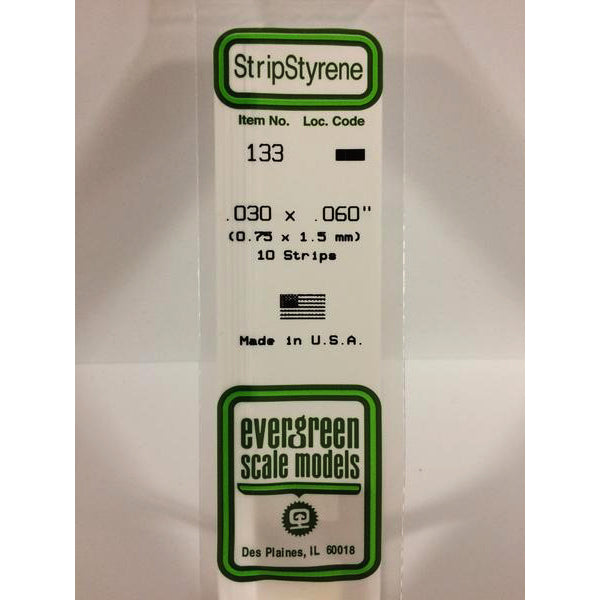 StripStyrene
Item No. Loc. Code
133
.030 x .060"
(0.75 x 1.5 mm)
10 Strips
Made in U.S.A.
evergreen
scale models
Des Plaines, IL 60018